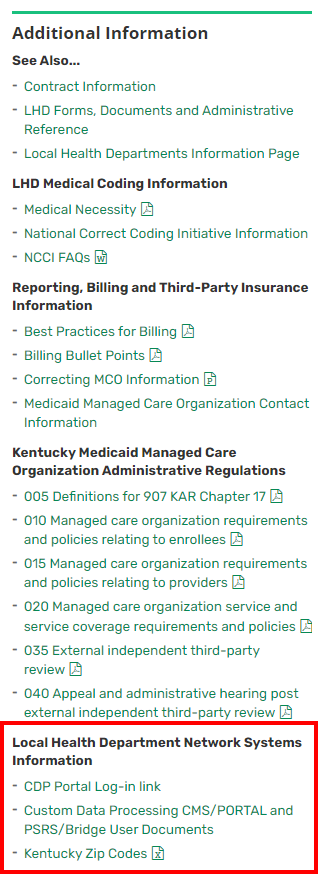 Additional Information
See Also...
- Contract Information
- LHD Forms, Documents and Administrative
Reference
- Local Health Departments Information Page
LHD Medical Coding Information
- Medical Necessity
- National Correct Coding Initiative Information
- NCCI FAQs
Reporting, Billing and Third-Party Insurance
Information
- Best Practices for Billing
- Billing Bullet Points
- Correcting MCO Information
- Medicaid Managed Care Organization Contact
Information
Kentucky Medicaid Managed Care
Organization Administrative Regulations
- 005 Definitions for 907 KAR Chapter 17
- 010 Managed care organization requirements
and policies relating to enrollees
- 015 Managed care organization requirements
and policies relating to providers
- 020 Managed care organization service and
service coverage requirements and policies
- 035 External independent third-party
review
- 040 Appeal and administrative hearing post
external independent third-party review
Local Health Department Network Systems
Information
- CDP Portal Log-in link
- Custom Data Processing CMS/PORTAL and
PSRS/Bridge User Documents
- Kentucky Zip Codes